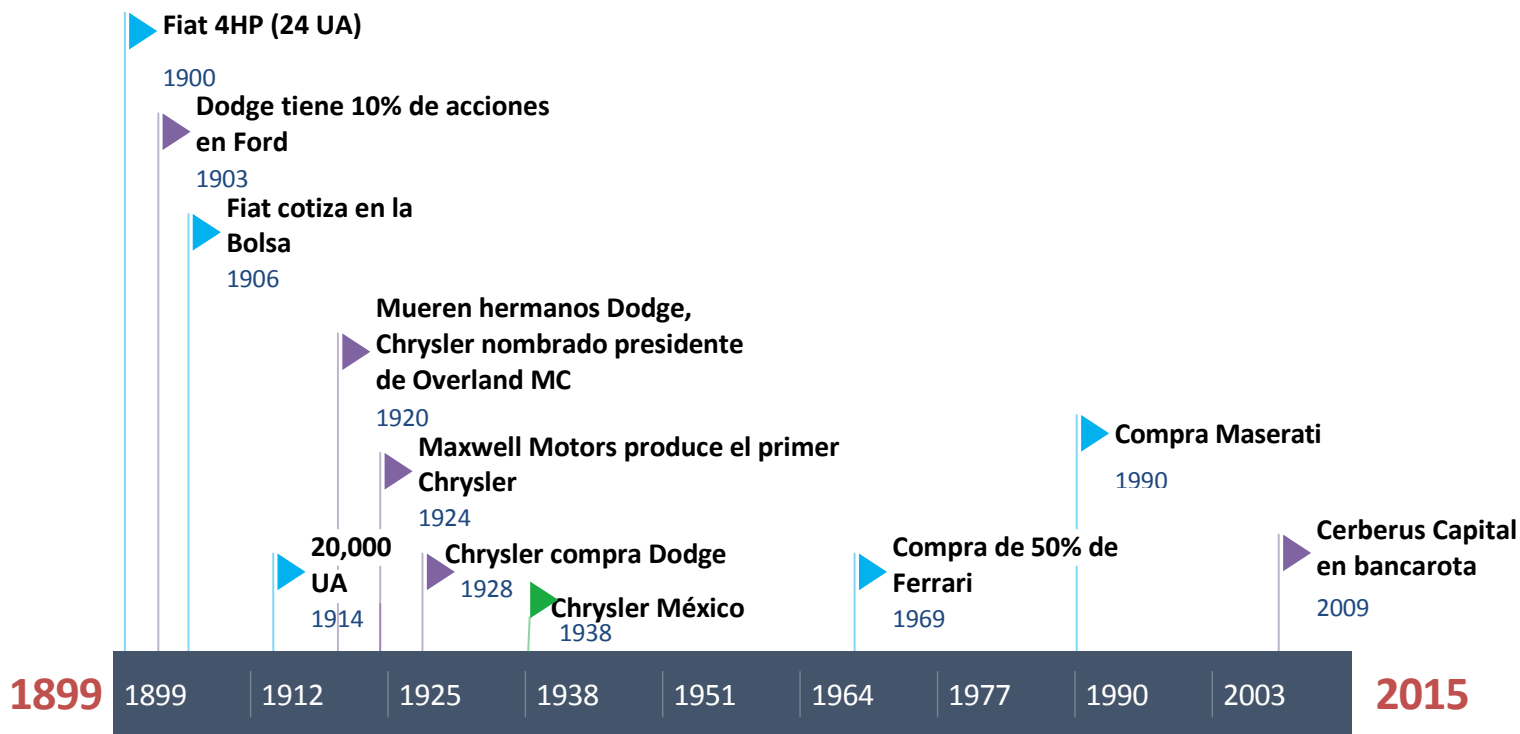 Fiat 4HP (24 UA)
1900
Dodge tiene 10% de acciones
en Ford
1903
Fiat cotiza en la
Bolsa
1906
Mueren hermanos Dodge,
Chrysler nombrado presidente
de Overland MC
1920
Maxwell Motors produce el primer
Chrysler
1924
20,000
UA
1914
Chrysler compra Dodge
1928
Chrysler México
1938
Compra de 50% de
Ferrari
1969
Compra Maserati
1990
Cerberus Capital
en bancarota
2009
1899 1899 1912 1925 1938 1951 1964 1977 1990 2003 2015